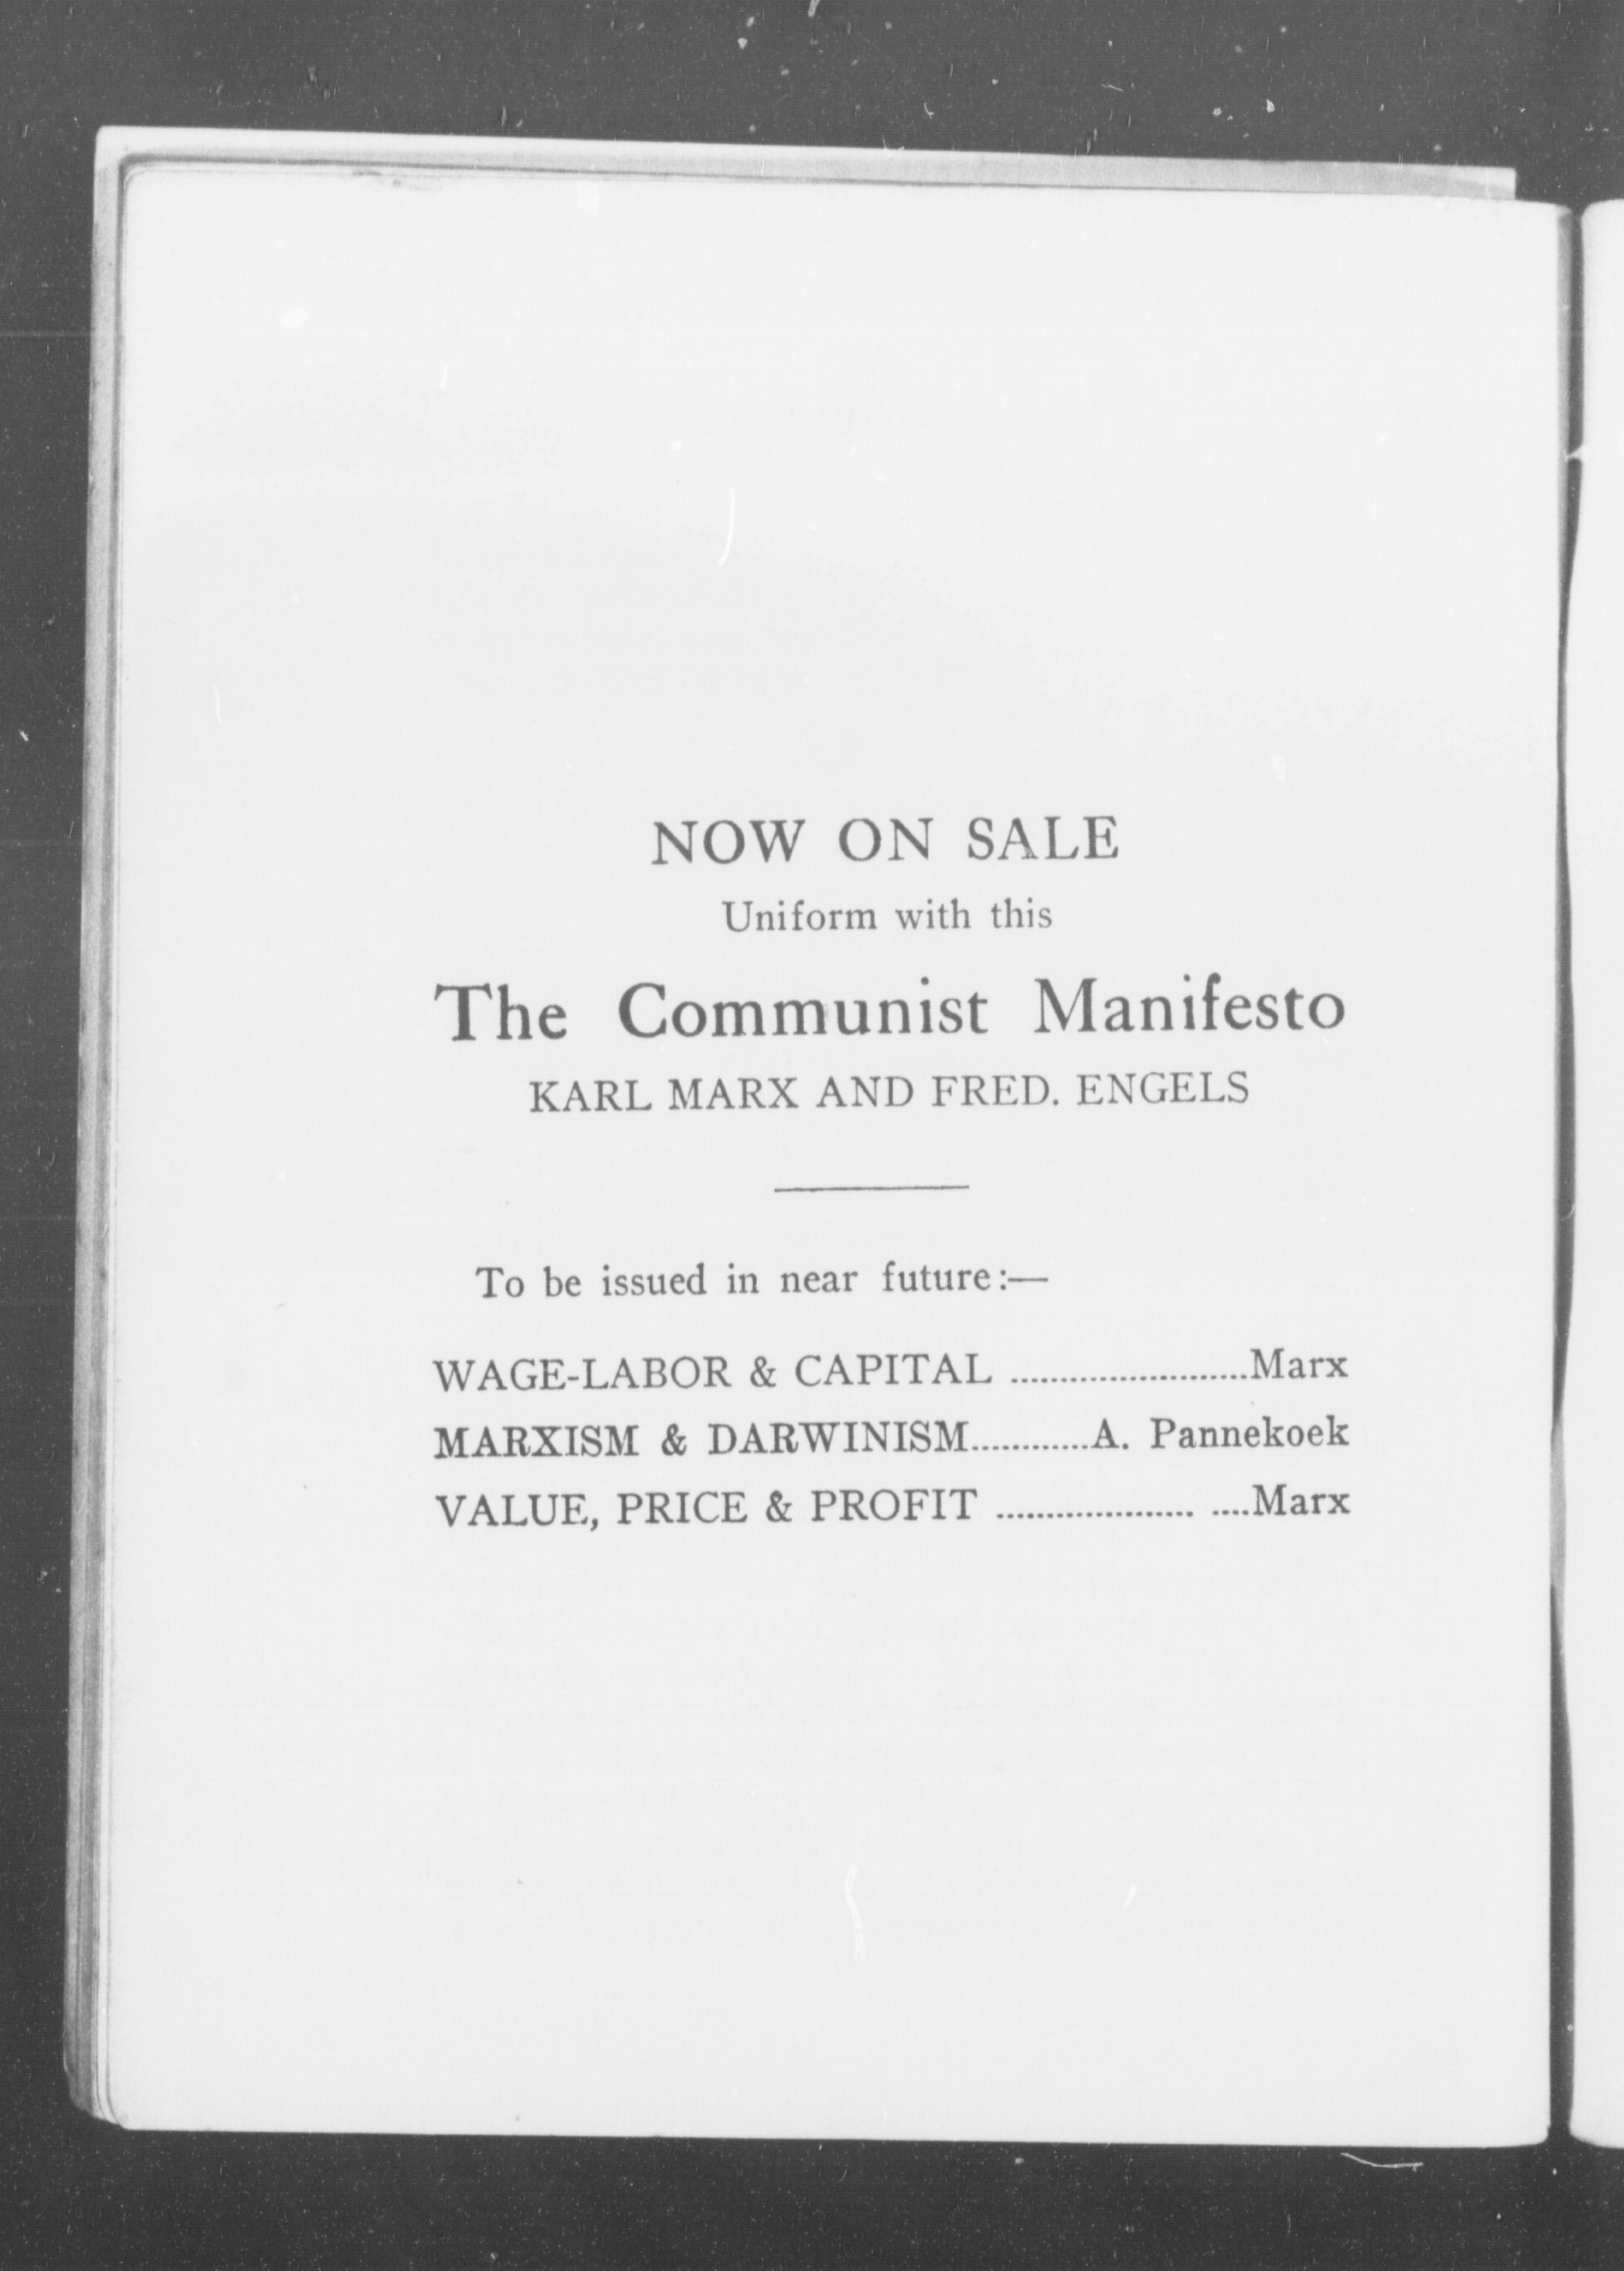 NOW ON SALE
Uniform with this
The Communist Manifesto
KARL MARX AND FRED. ENGELS
To be issued in near future:—
WAGE-LABOR & CAPITAL ........................Marx
MARXISM & DARWINISM............A. Pannekoek
VALUE, PRICE & PROFIT .................... ....Marx